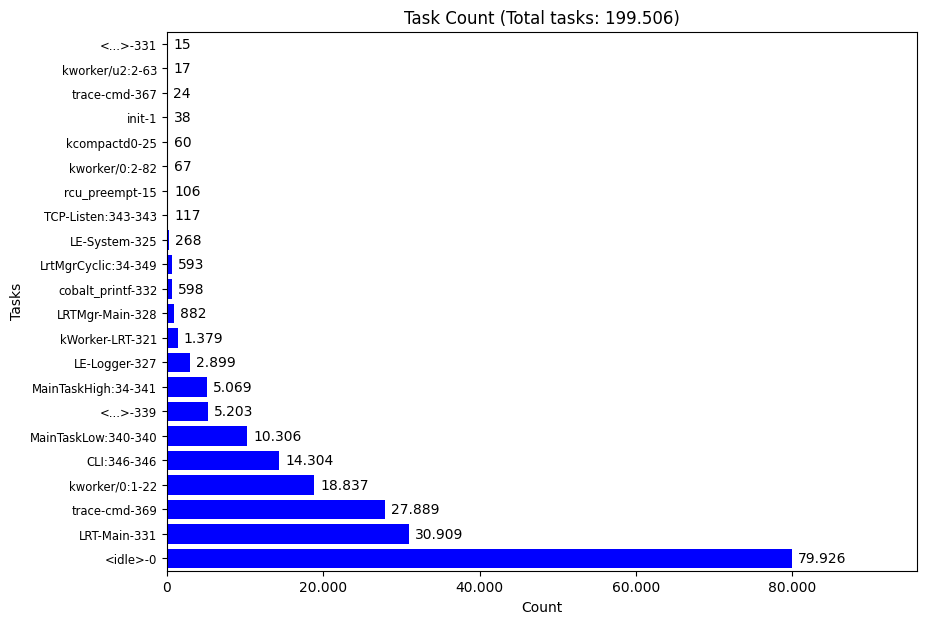 Task Count (Total tasks: 199.506)
<...>-331 15
kworker/u2:2-63 17
trace-cmd-367 24
init-1 38
kcompactd0-25 60
kworker/0:2-82 67
rcu_preempt-15 106
TCP-Listen:343-343 117
LE-System-325 268
LrtMgrCyclic:34-349 593
cobalt_printf-332 598
LRTMgr-Main-328 882
kWorker-LRT-321 1.379
LE-Logger-327 2.899
MainTaskHigh:34-341 5.069
<...>-339 5.203
MainTaskLow:340-340 10.306
CLI:346-346 14.304
kworker/0:1-22 18.837
trace-cmd-369 27.889
LRT-Main-331 30.909
<idle>-0 79.926
Tasks
0 20.000 40.000 60.000 80.000
Count